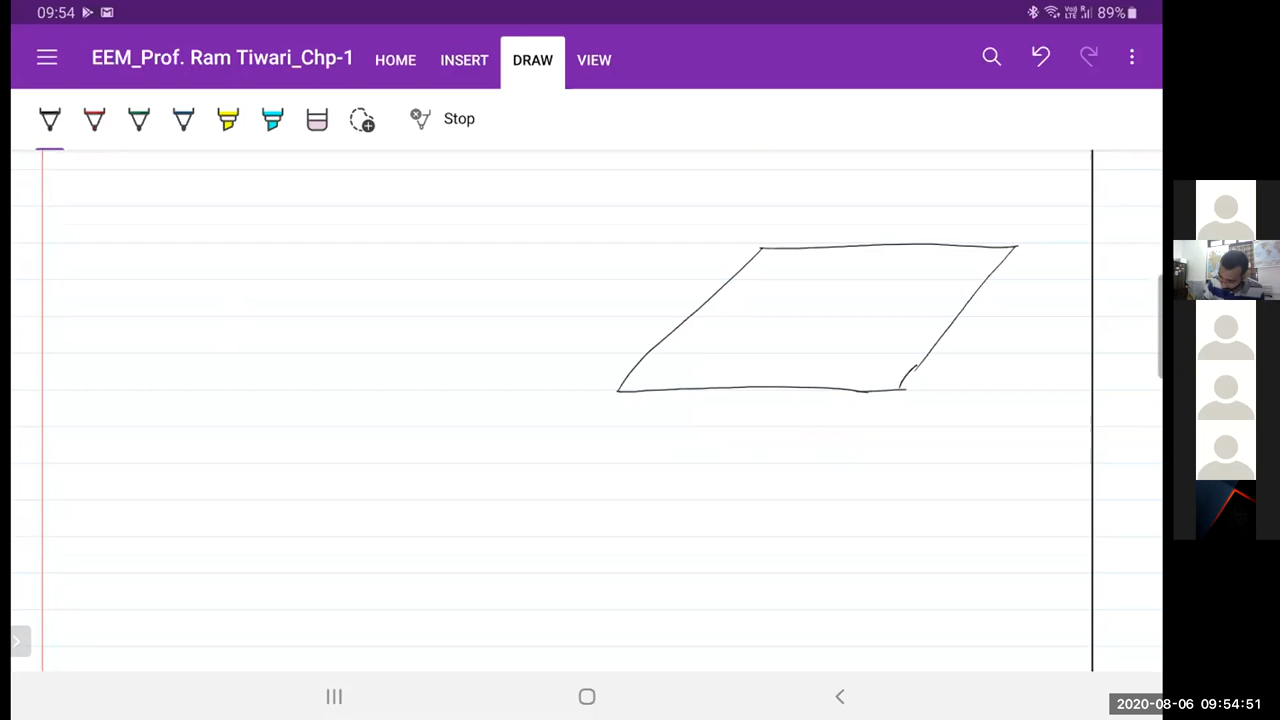 09:54 89%
EEM_Prof. Ram Tiwari_Chp-1 HOME INSERT DRAW VIEW
Stop
2020-08-06 09:54:51